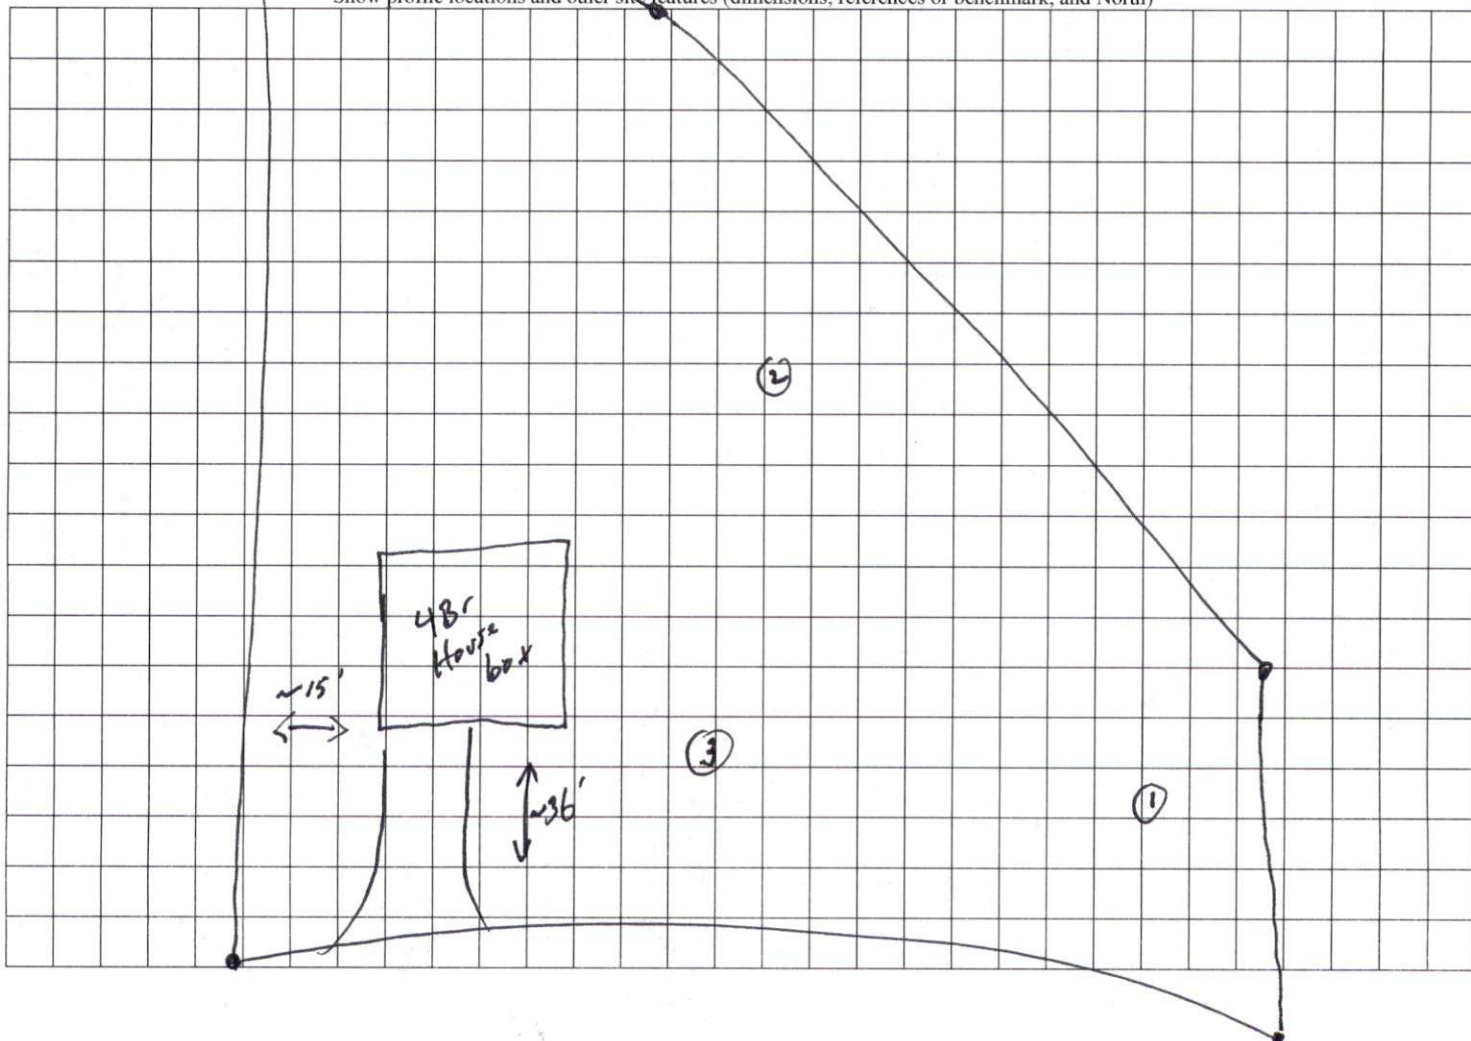 Show profile locations and other site features (dimensions, references or benchmark, and North)
2
4Br
House
box
~15'
3
~36'
1